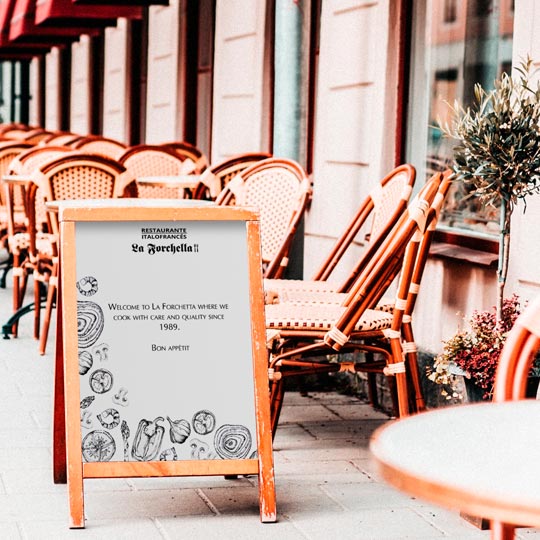 RESTAURANTE
ITALOFRANCÉS
La Forchella
Welcome to La Forchetta where we
cook with care and quality since
1989.
Bon appétit